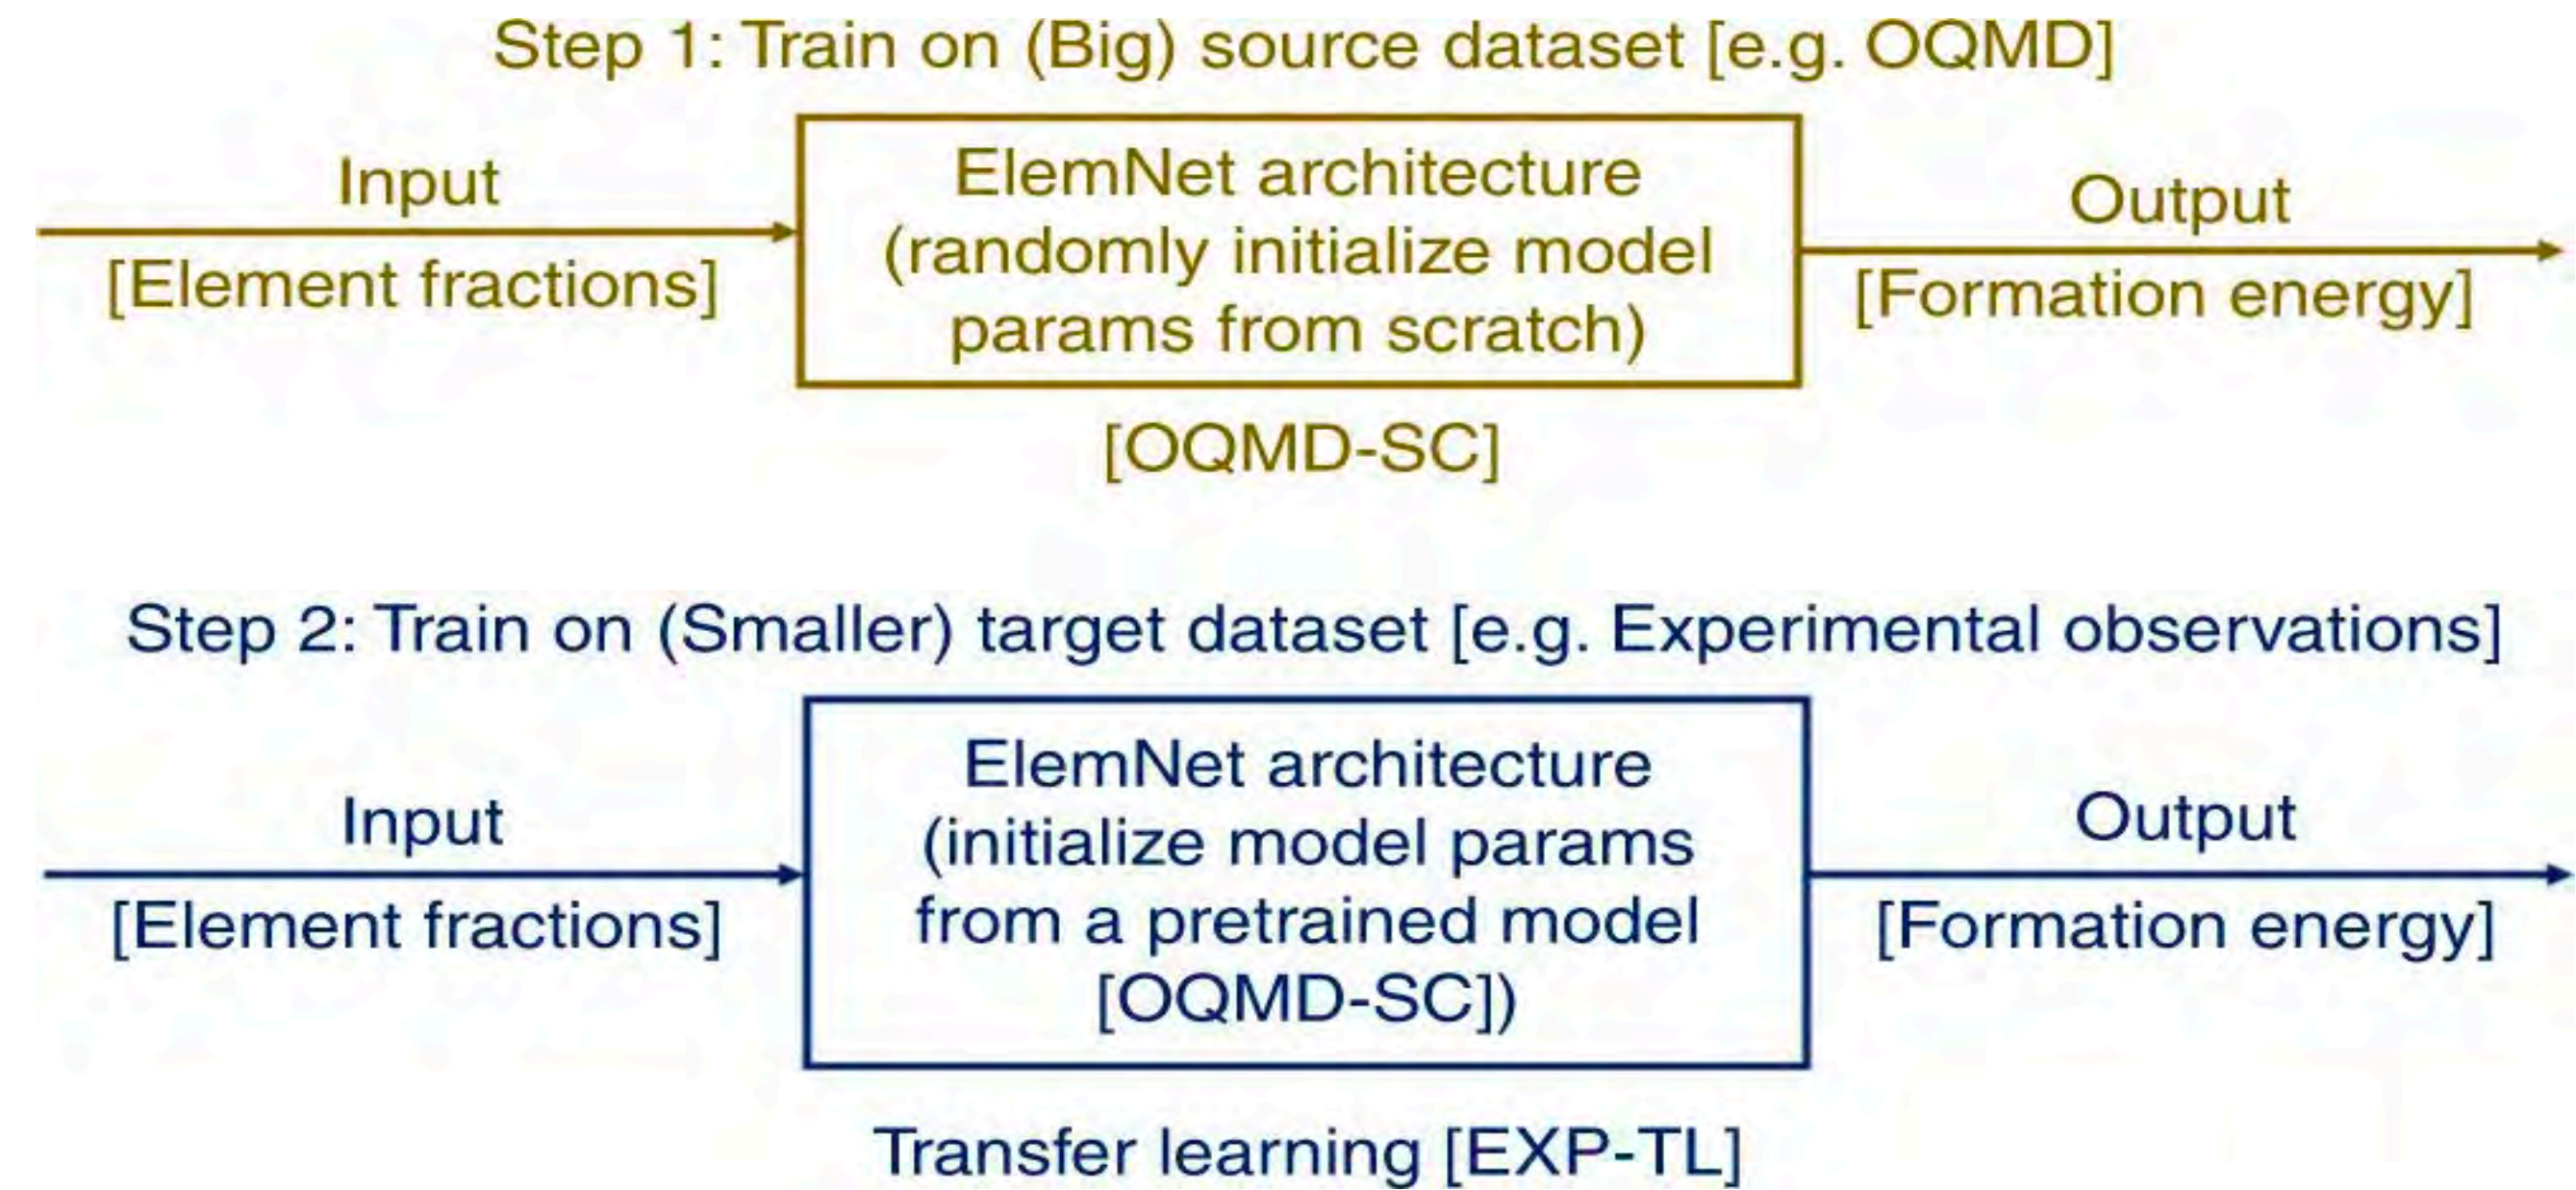 Step 1: Train on (Big) source dataset [e.g. OQMD]
Input
[Element fractions]
ElemNet architecture
(randomly initialize model
params from scratch)
Output
[Formation energy]
[OQMD-SC]
Step 2: Train on (Smaller) target dataset [e.g. Experimental observations]
Input
[Element fractions]
ElemNet architecture
(initialize model params
from a pretrained model
[OQMD-SC])
Output
[Formation energy]
Transfer learning [EXP-TL]